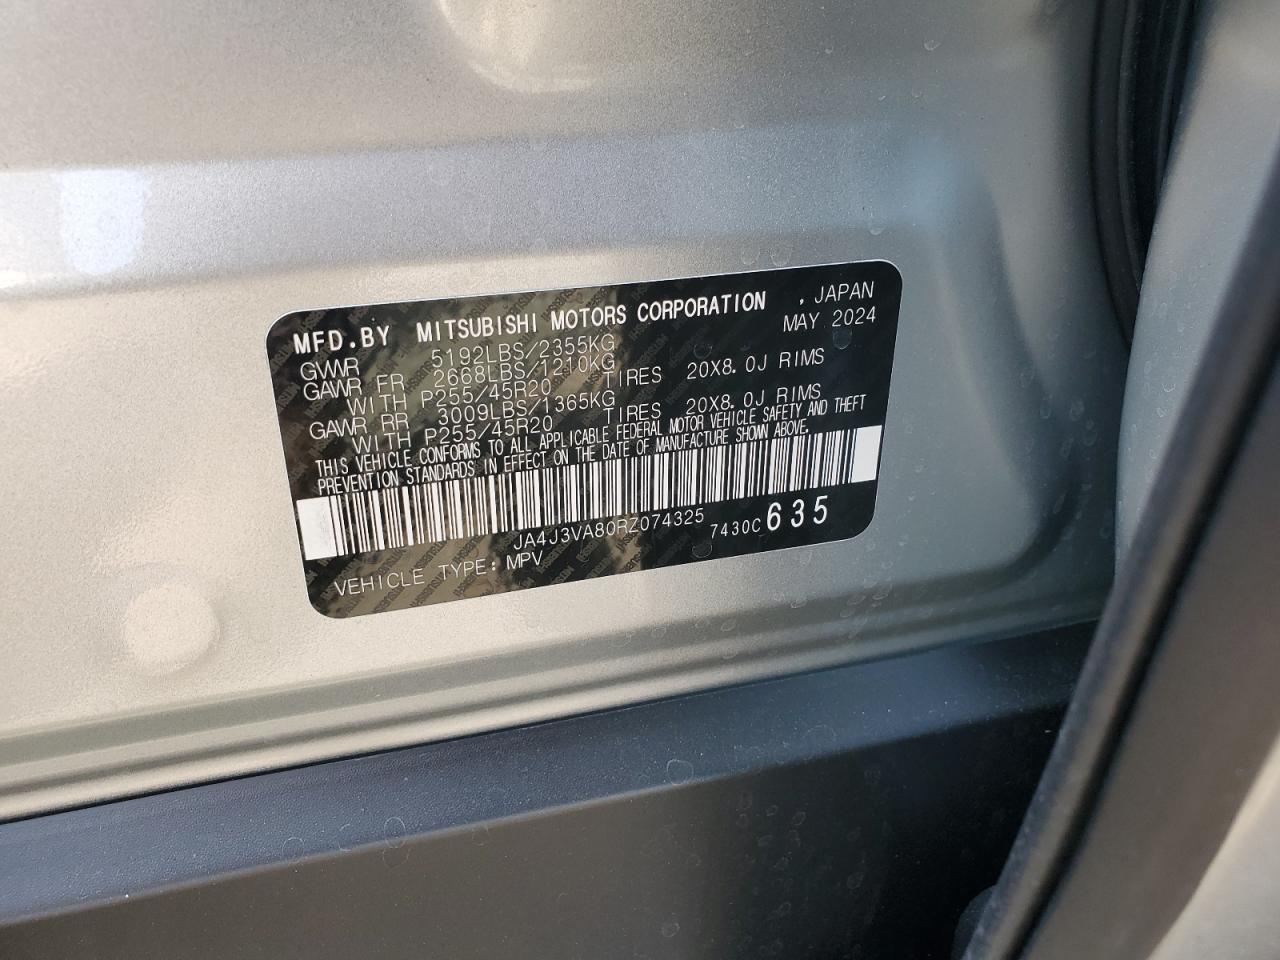 MFD.BY MITSUBISHI MOTORS CORPORATION , JAPAN
MAY 2024
GVWR 5192LBS/2355KG
GAWR FR 2668LBS/1210KG
WITH P255/45R20 TIRES 20X8.0J RIMS
GAWR RR 3009LBS/1365KG
WITH P255/45R20 TIRES 20X8.0J RIMS
THIS VEHICLE CONFORMS TO ALL APPLICABLE FEDERAL MOTOR VEHICLE SAFETY AND THEFT
PREVENTION STANDARDS IN EFFECT ON THE DATE OF MANUFACTURE SHOWN ABOVE.
JA4J3VA80RZ074325 7430C 635
VEHICLE TYPE: MPV